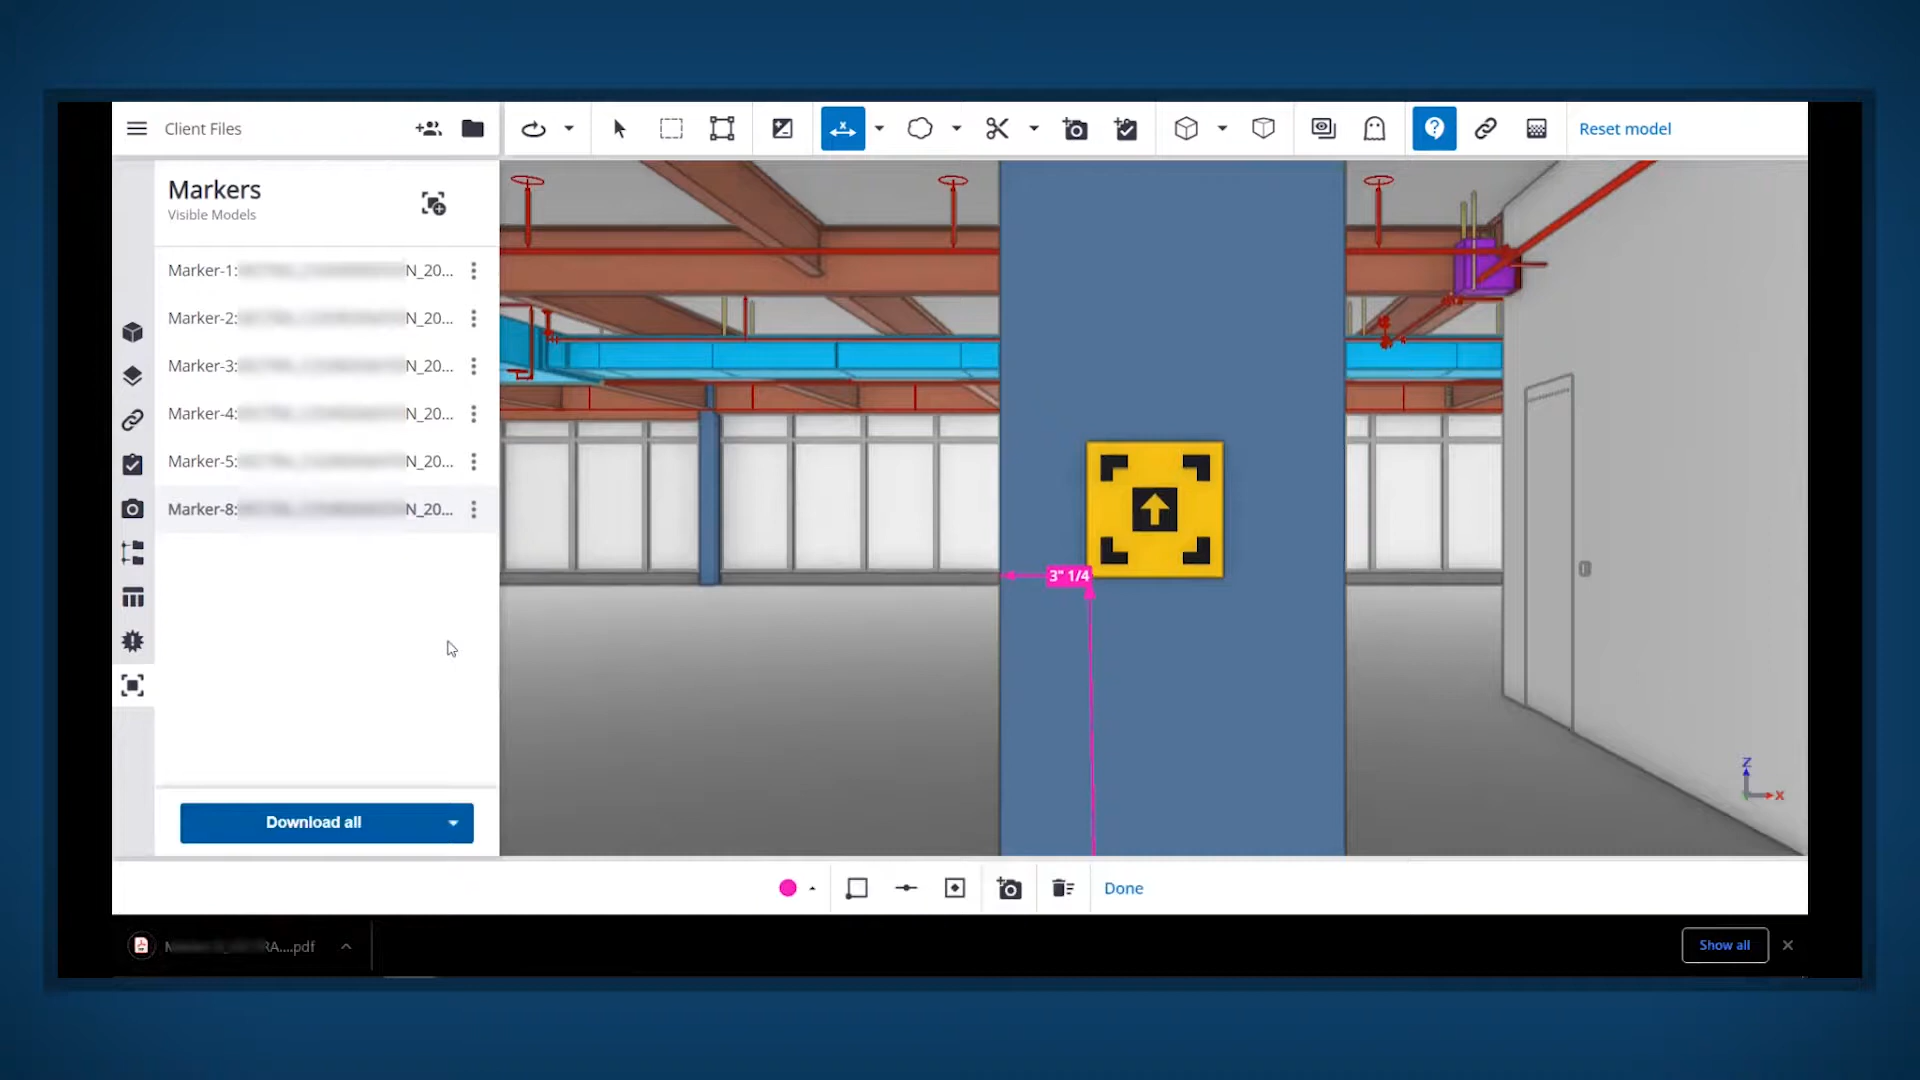 Client Files
Reset model
Markers
Visible Models
Marker-1: N_20...
Marker-2: N_20...
Marker-3: N_20...
Marker-4: N_20...
Marker-5: N_20...
Marker-8: N_20...
3" 1/4
Z
X
Download all
Done
RA....pdf
Show all